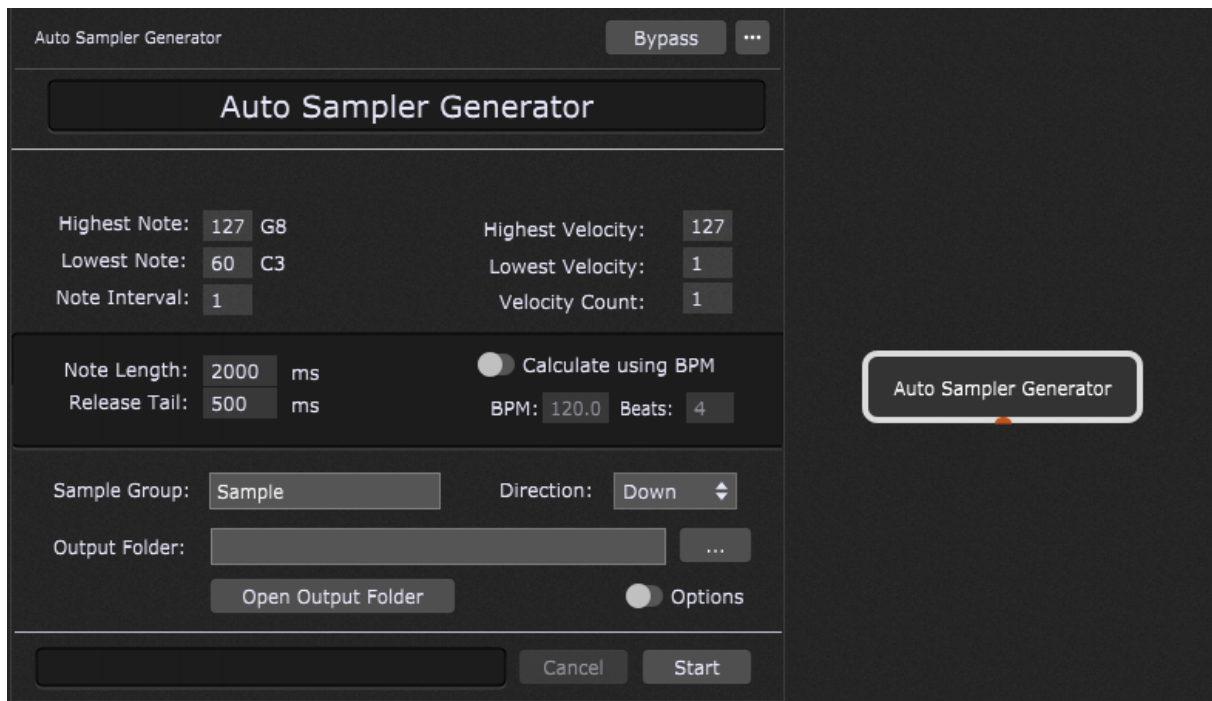 Auto Sampler Generator Bypass ...
Auto Sampler Generator
Highest Note: 127 G8
Lowest Note: 60 C3
Note Interval: 1
Highest Velocity: 127
Lowest Velocity: 1
Velocity Count: 1
Note Length: 2000 ms
Release Tail: 500 ms
Calculate using BPM
BPM: 120.0 Beats: 4
Sample Group: Sample Direction: Down
Output Folder: ...
Open Output Folder Options
Cancel Start
Auto Sampler Generator